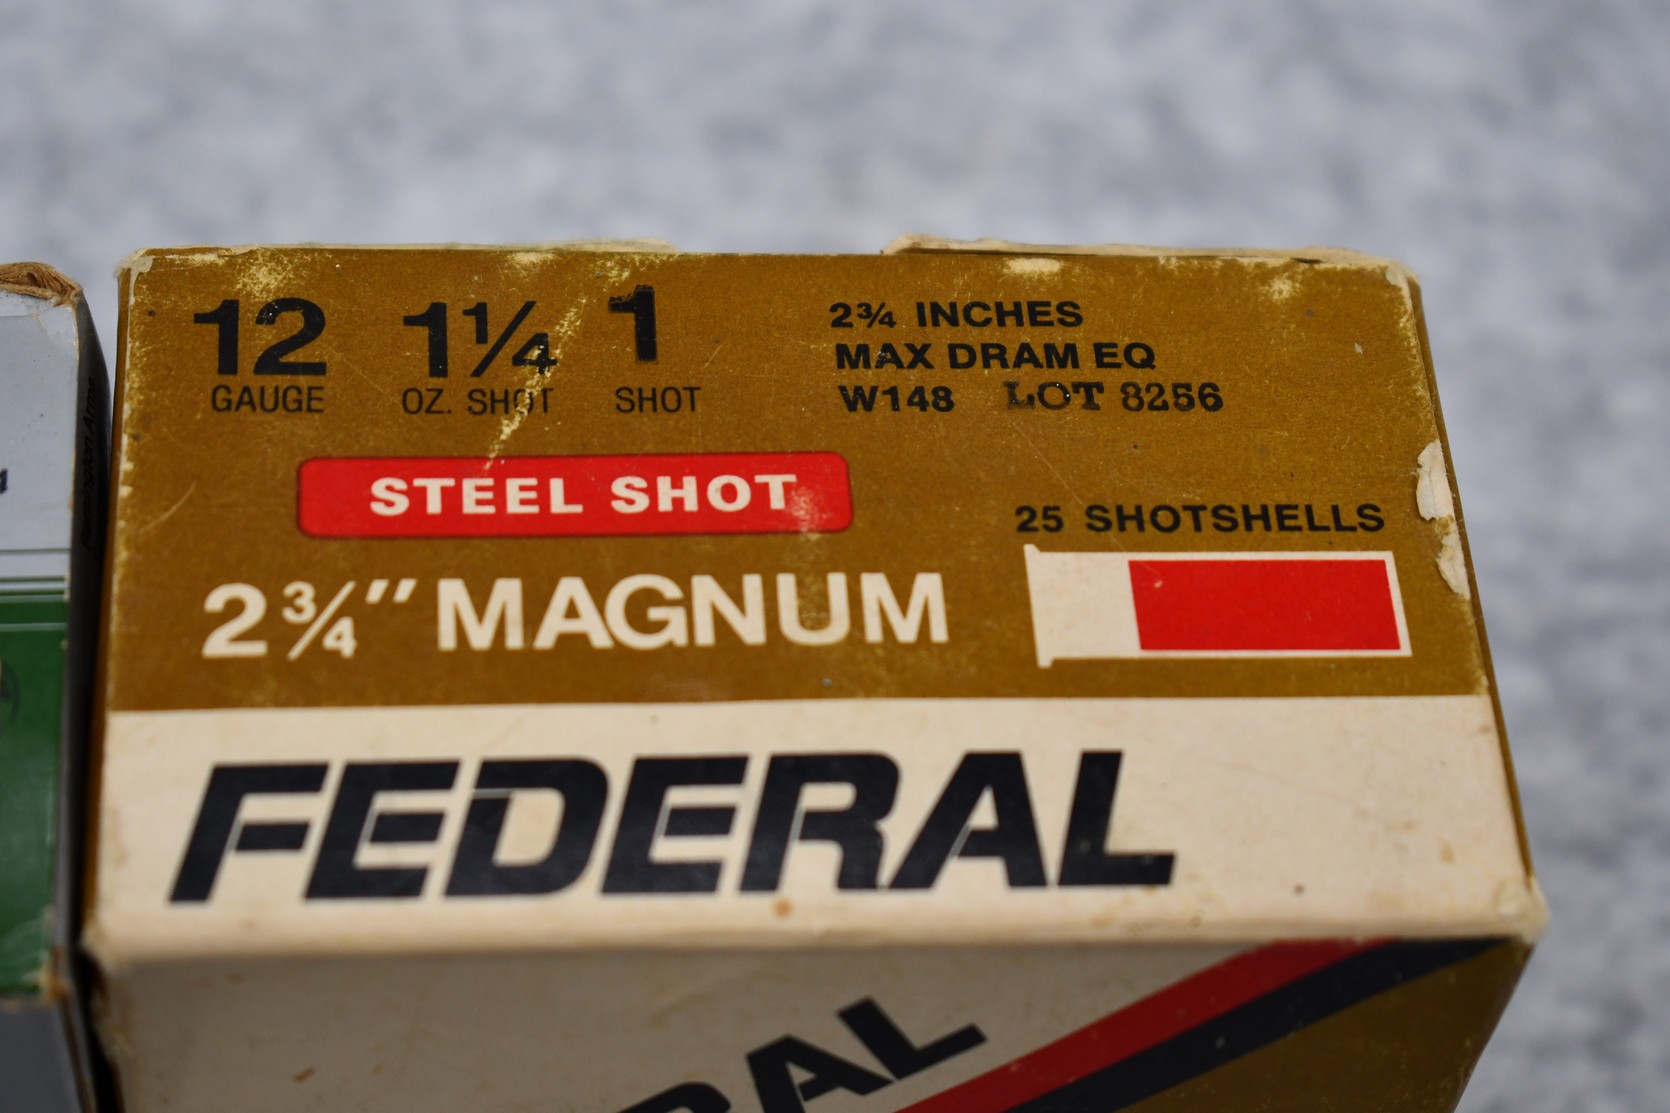 12 1¼ 1
GAUGE OZ. SHOT SHOT
2¾ INCHES
MAX DRAM EQ
W148 LOT 8256
STEEL SHOT
25 SHOTSHELLS
2¾" MAGNUM
FEDERAL
RAL